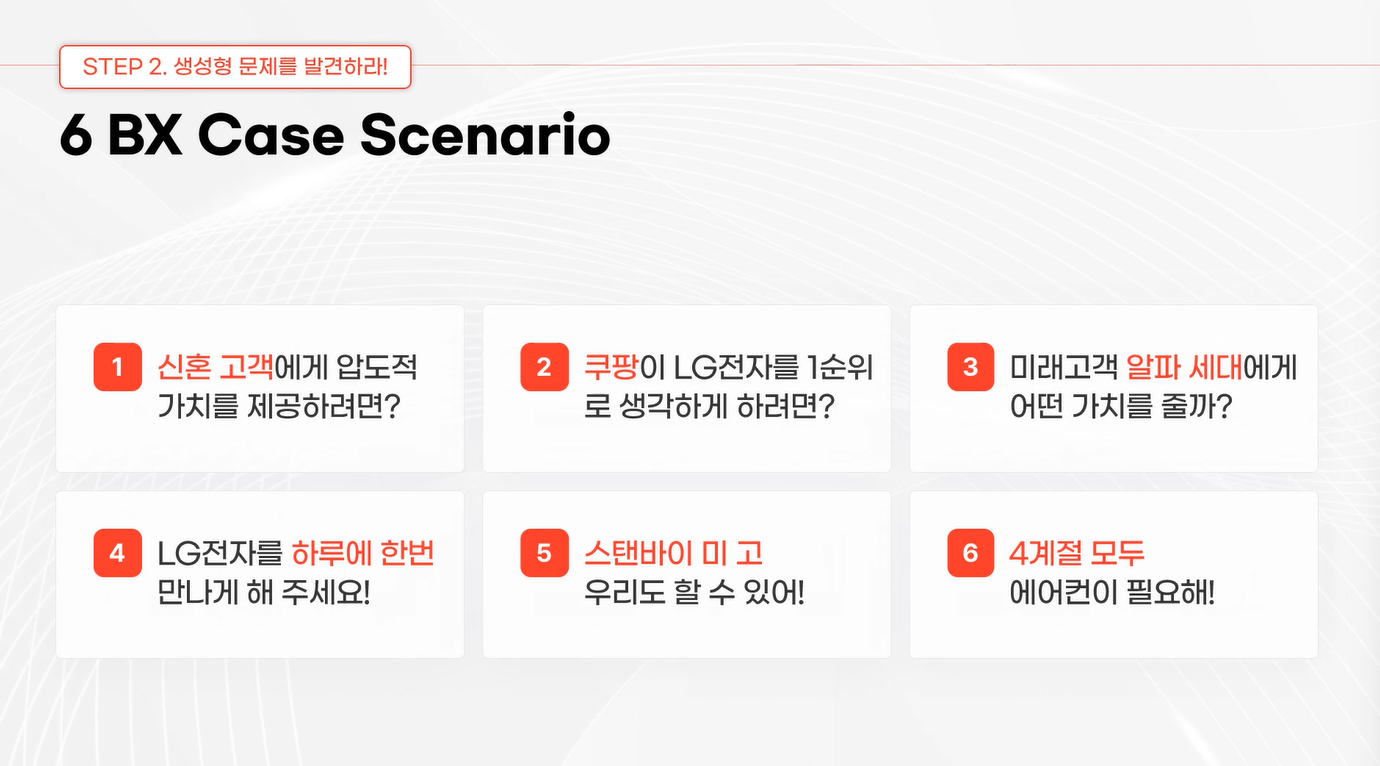 STEP 2. 생성형 문제를 발견하라!
6 BX Case Scenario
1
신혼 고객에게 압도적
가치를 제공하려면?
2
쿠팡이 LG전자를 1순위
로 생각하게 하려면?
3
미래고객 알파 세대에게
어떤 가치를 줄까?
4
LG전자를 하루에 한번
만나게 해 주세요!
5
스탠바이 미 고
우리도 할 수 있어!
6
4계절 모두
에어컨이 필요해!